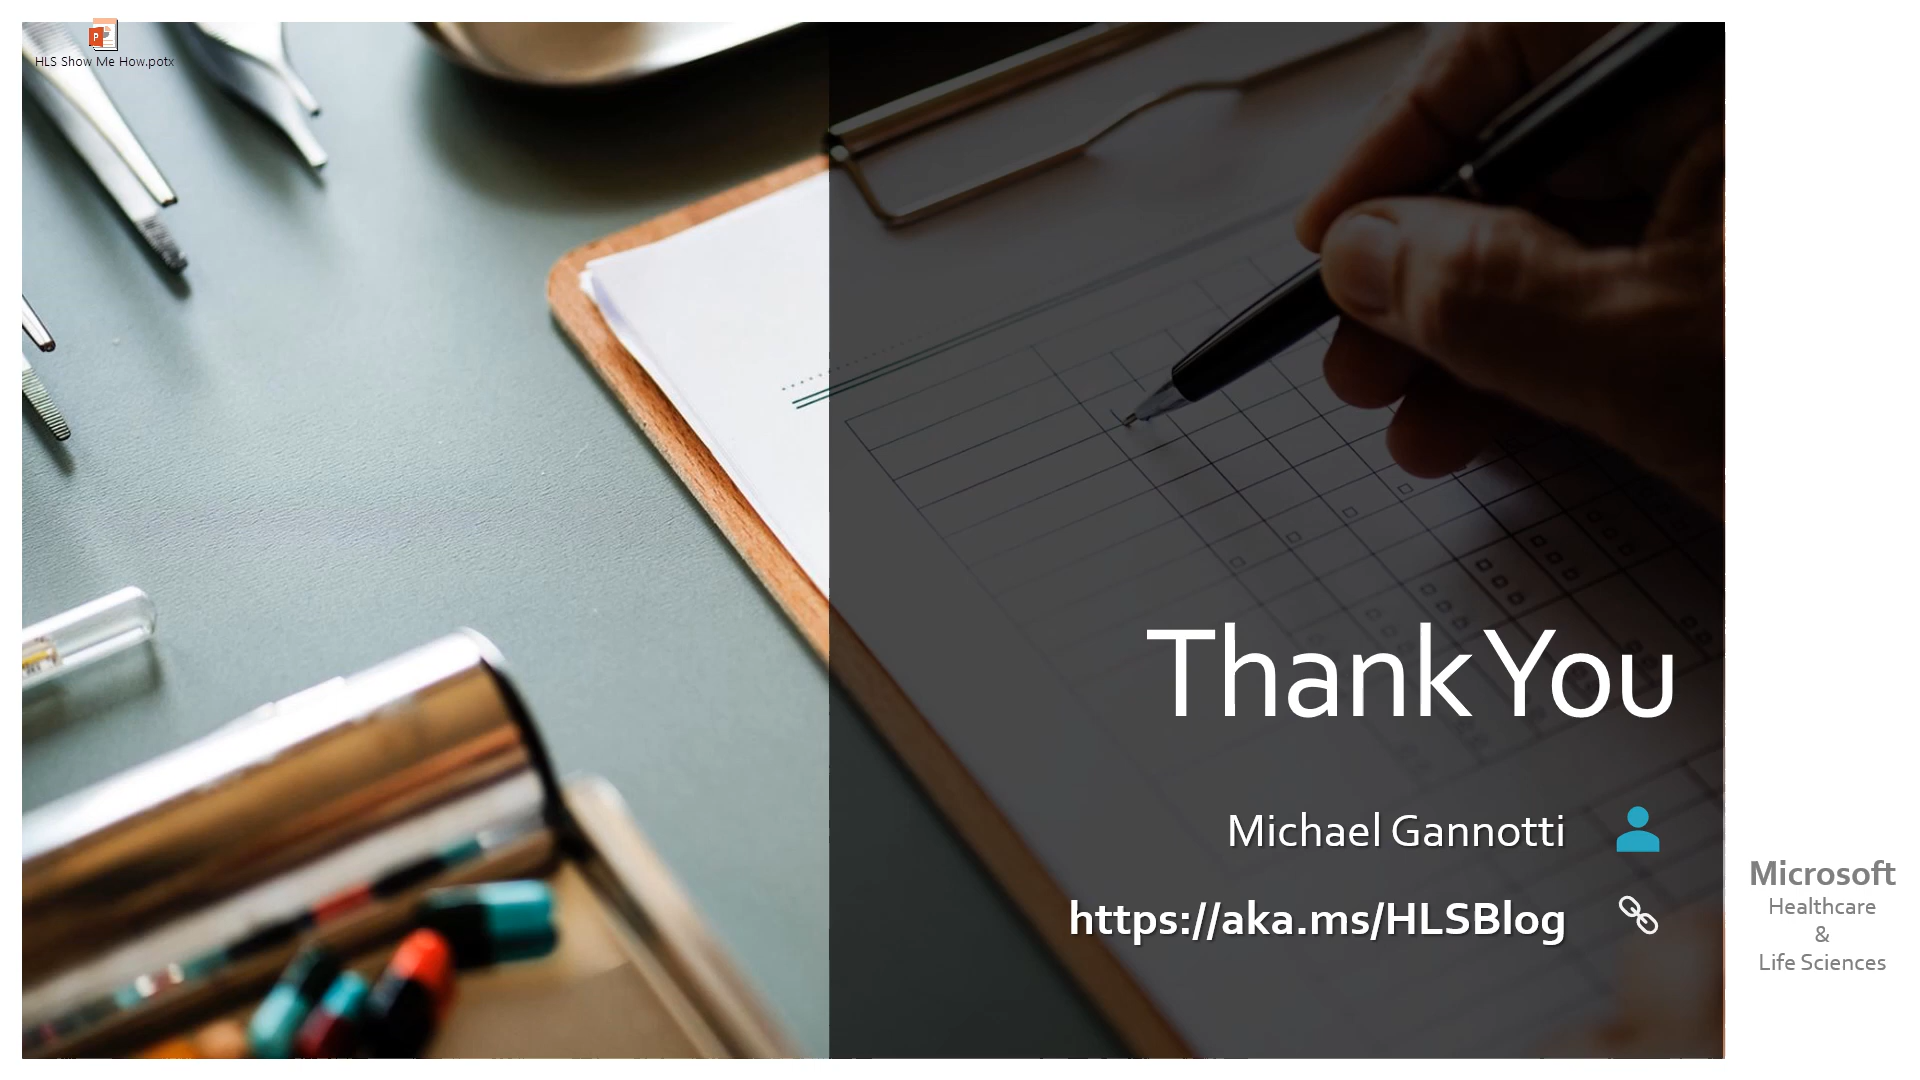 HLS Show Me How.potx
Thank You
Michael Gannotti
https://aka.ms/HLSBlog
Microsoft
Healthcare
&
Life Sciences